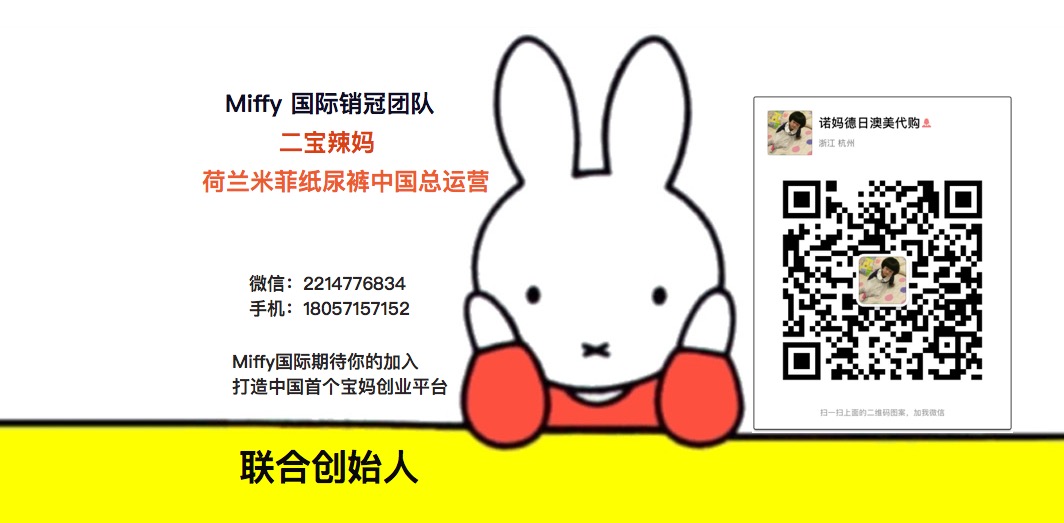 Miffy 国际销冠团队
二宝辣妈
荷兰米菲纸尿裤中国总运营
微信：2214776834
手机：18057157152
Miffy国际期待你的加入
打造中国首个宝妈创业平台
联合创始人
诺妈德日澳美代购
浙江 杭州
扫一扫上面的二维码图案，加我微信